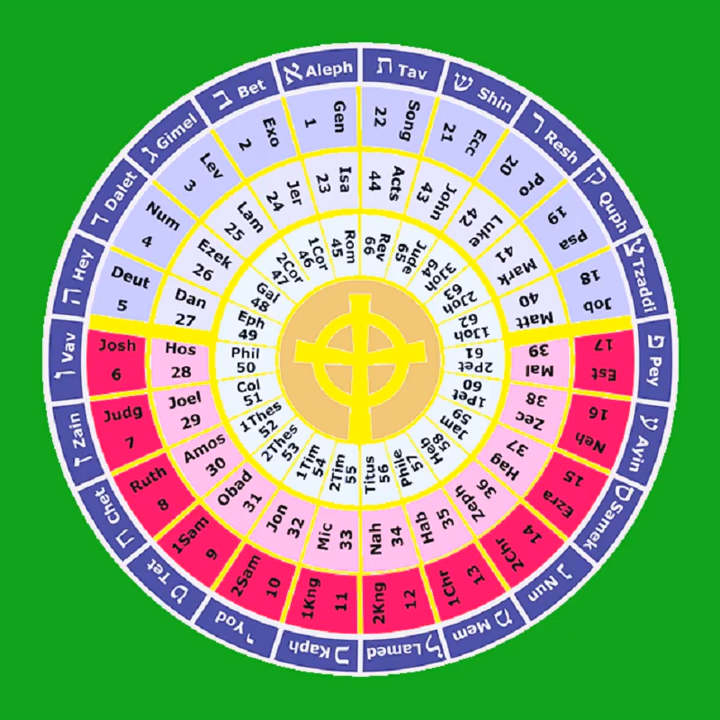 א Aleph
ב Bet
ג Gimel
ד Dalet
ה Hey
ו Vav
ז Zain
ח Chet
ט Tet
י Yod
כ Kaph
ל Lamed
מ Mem
נ Nun
ס Samek
ע Ayin
פ Pey
צ Tzaddi
ק Quph
ר Resh
ש Shin
ת Tav
Gen
1
Exo
2
Lev
3
Num
4
Deut
5
Josh
6
Judg
7
Ruth
8
1Sam
9
2Sam
10
1Kng
11
2Kng
12
1Chr
13
2Chr
14
Ezra
15
Neh
16
Est
17
Job
18
Psa
19
Pro
20
Ecc
21
Song
22
Isa
23
Jer
24
Lam
25
Ezek
26
Dan
27
Hos
28
Joel
29
Amos
30
Obad
31
Jon
32
Mic
33
Nah
34
Hab
35
Zeph
36
Hag
37
Zec
38
Mal
39
Matt
40
Mark
41
Luke
42
John
43
Acts
44
Rom
45
1Cor
46
2Cor
47
Gal
48
Eph
49
Phil
50
Col
51
1Thes
52
2Thes
53
1Tim
54
2Tim
55
Titus
56
Phile
57
Heb
58
Jam
59
1Pet
60
2Pet
61
1Joh
62
2Joh
63
3Joh
64
Jude
65
Rev
66